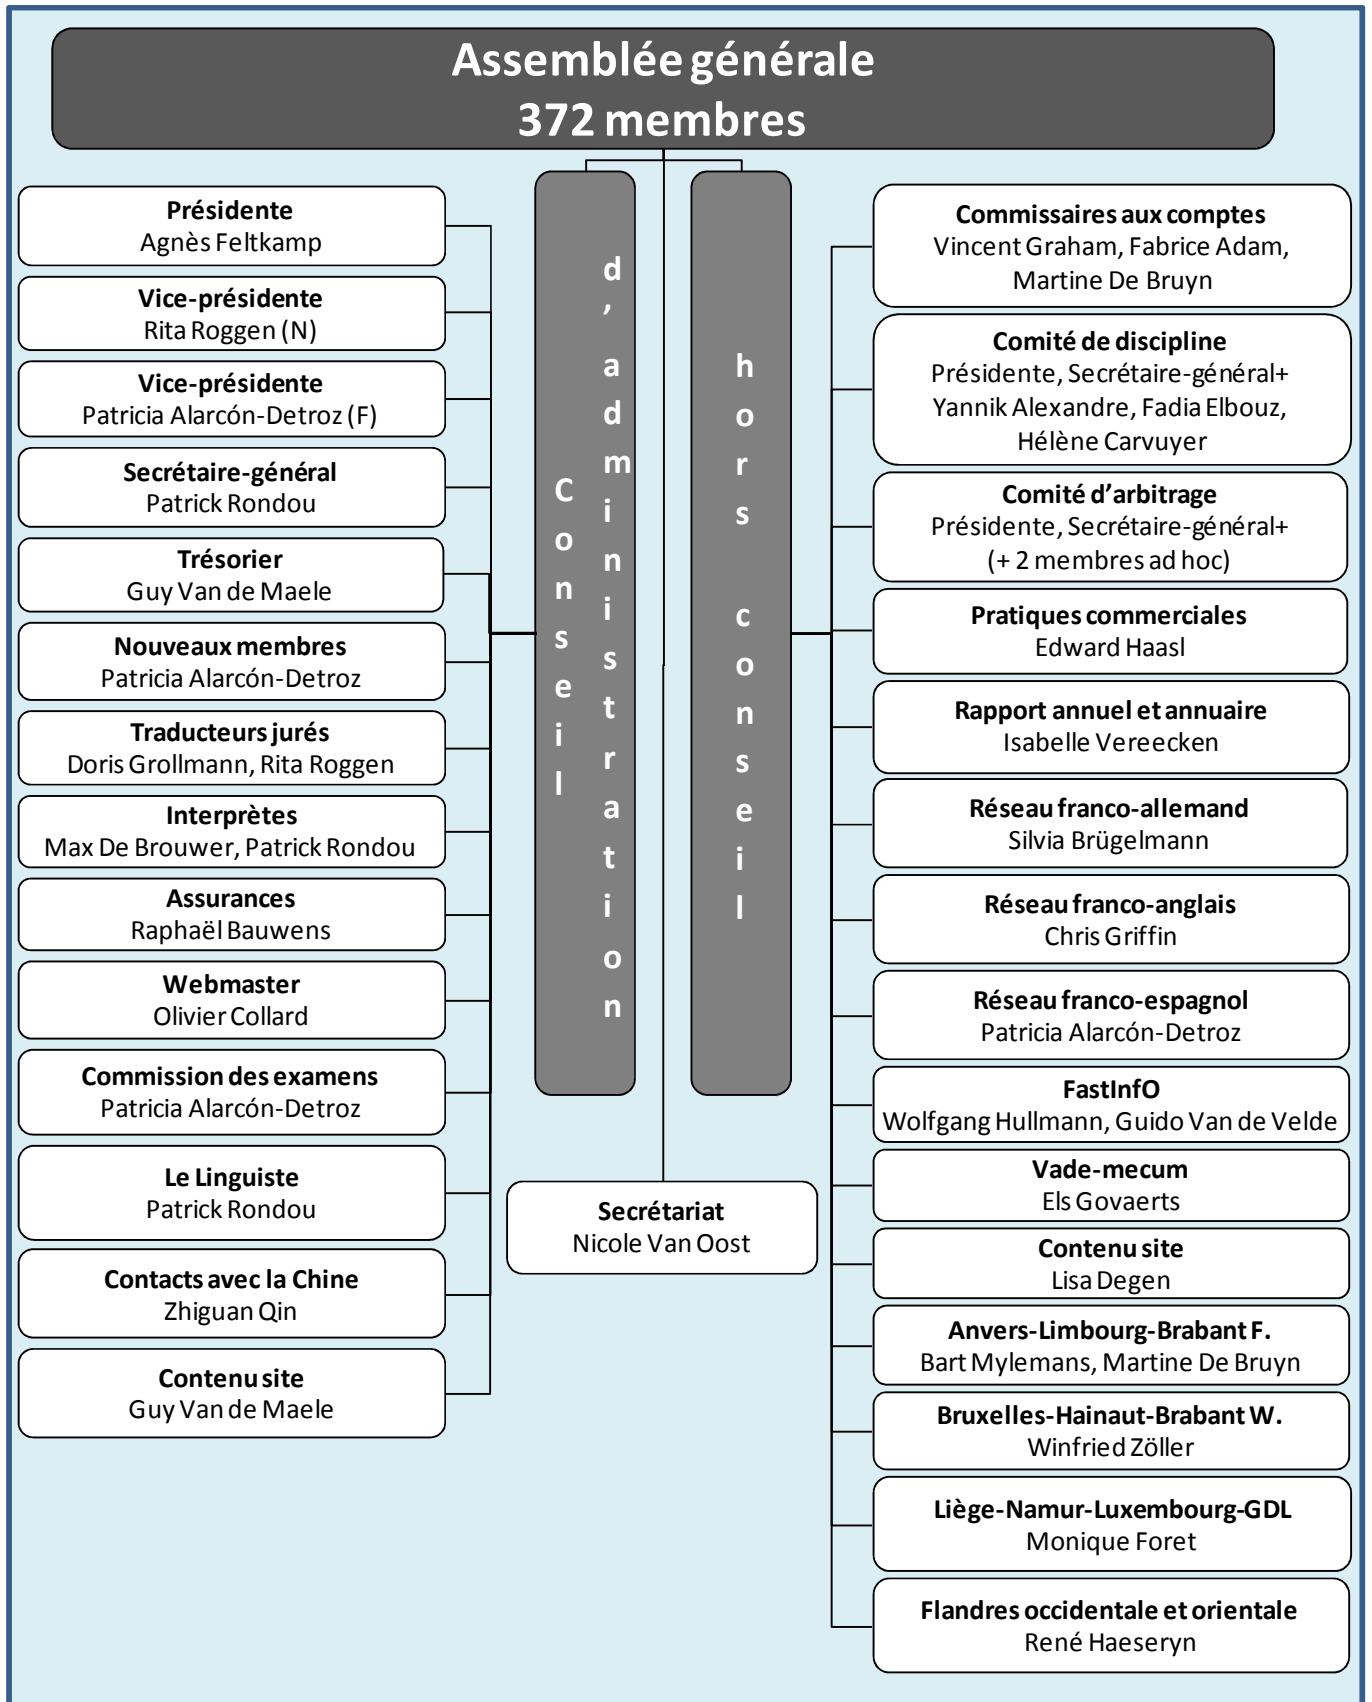 Assemblée générale
372 membres
Présidente
Agnès Feltkamp
Vice-présidente
Rita Roggen (N)
Vice-présidente
Patricia Alarcón-Detroz (F)
Secrétaire-général
Patrick Rondou
Trésorier
Guy Van de Maele
Nouveaux membres
Patricia Alarcón-Detroz
Traducteurs jurés
Doris Grollmann, Rita Roggen
Interprètes
Max De Brouwer, Patrick Rondou
Assurances
Raphaël Bauwens
Webmaster
Olivier Collard
Commission des examens
Patricia Alarcón-Detroz
Le Linguiste
Patrick Rondou
Contacts avec la Chine
Zhiguan Qin
Contenu site
Guy Van de Maele
Conseil
d’administration
hors conseil
Secrétariat
Nicole Van Oost
Commissaires aux comptes
Vincent Graham, Fabrice Adam,
Martine De Bruyn
Comité de discipline
Présidente, Secrétaire-général+
Yannik Alexandre, Fadia Elbouz,
Hélène Carvuyer
Comité d’arbitrage
Présidente, Secrétaire-général+
(+ 2 membres ad hoc)
Pratiques commerciales
Edward Haasl
Rapport annuel et annuaire
Isabelle Vereecken
Réseau franco-allemand
Silvia Brügelmann
Réseau franco-anglais
Chris Griffin
Réseau franco-espagnol
Patricia Alarcón-Detroz
FastInfO
Wolfgang Hullmann, Guido Van de Velde
Vade-mecum
Els Govaerts
Contenu site
Lisa Degen
Anvers-Limbourg-Brabant F.
Bart Mylemans, Martine De Bruyn
Bruxelles-Hainaut-Brabant W.
Winfried Zöller
Liège-Namur-Luxembourg-GDL
Monique Foret
Flandres occidentale et orientale
René Haeseryn